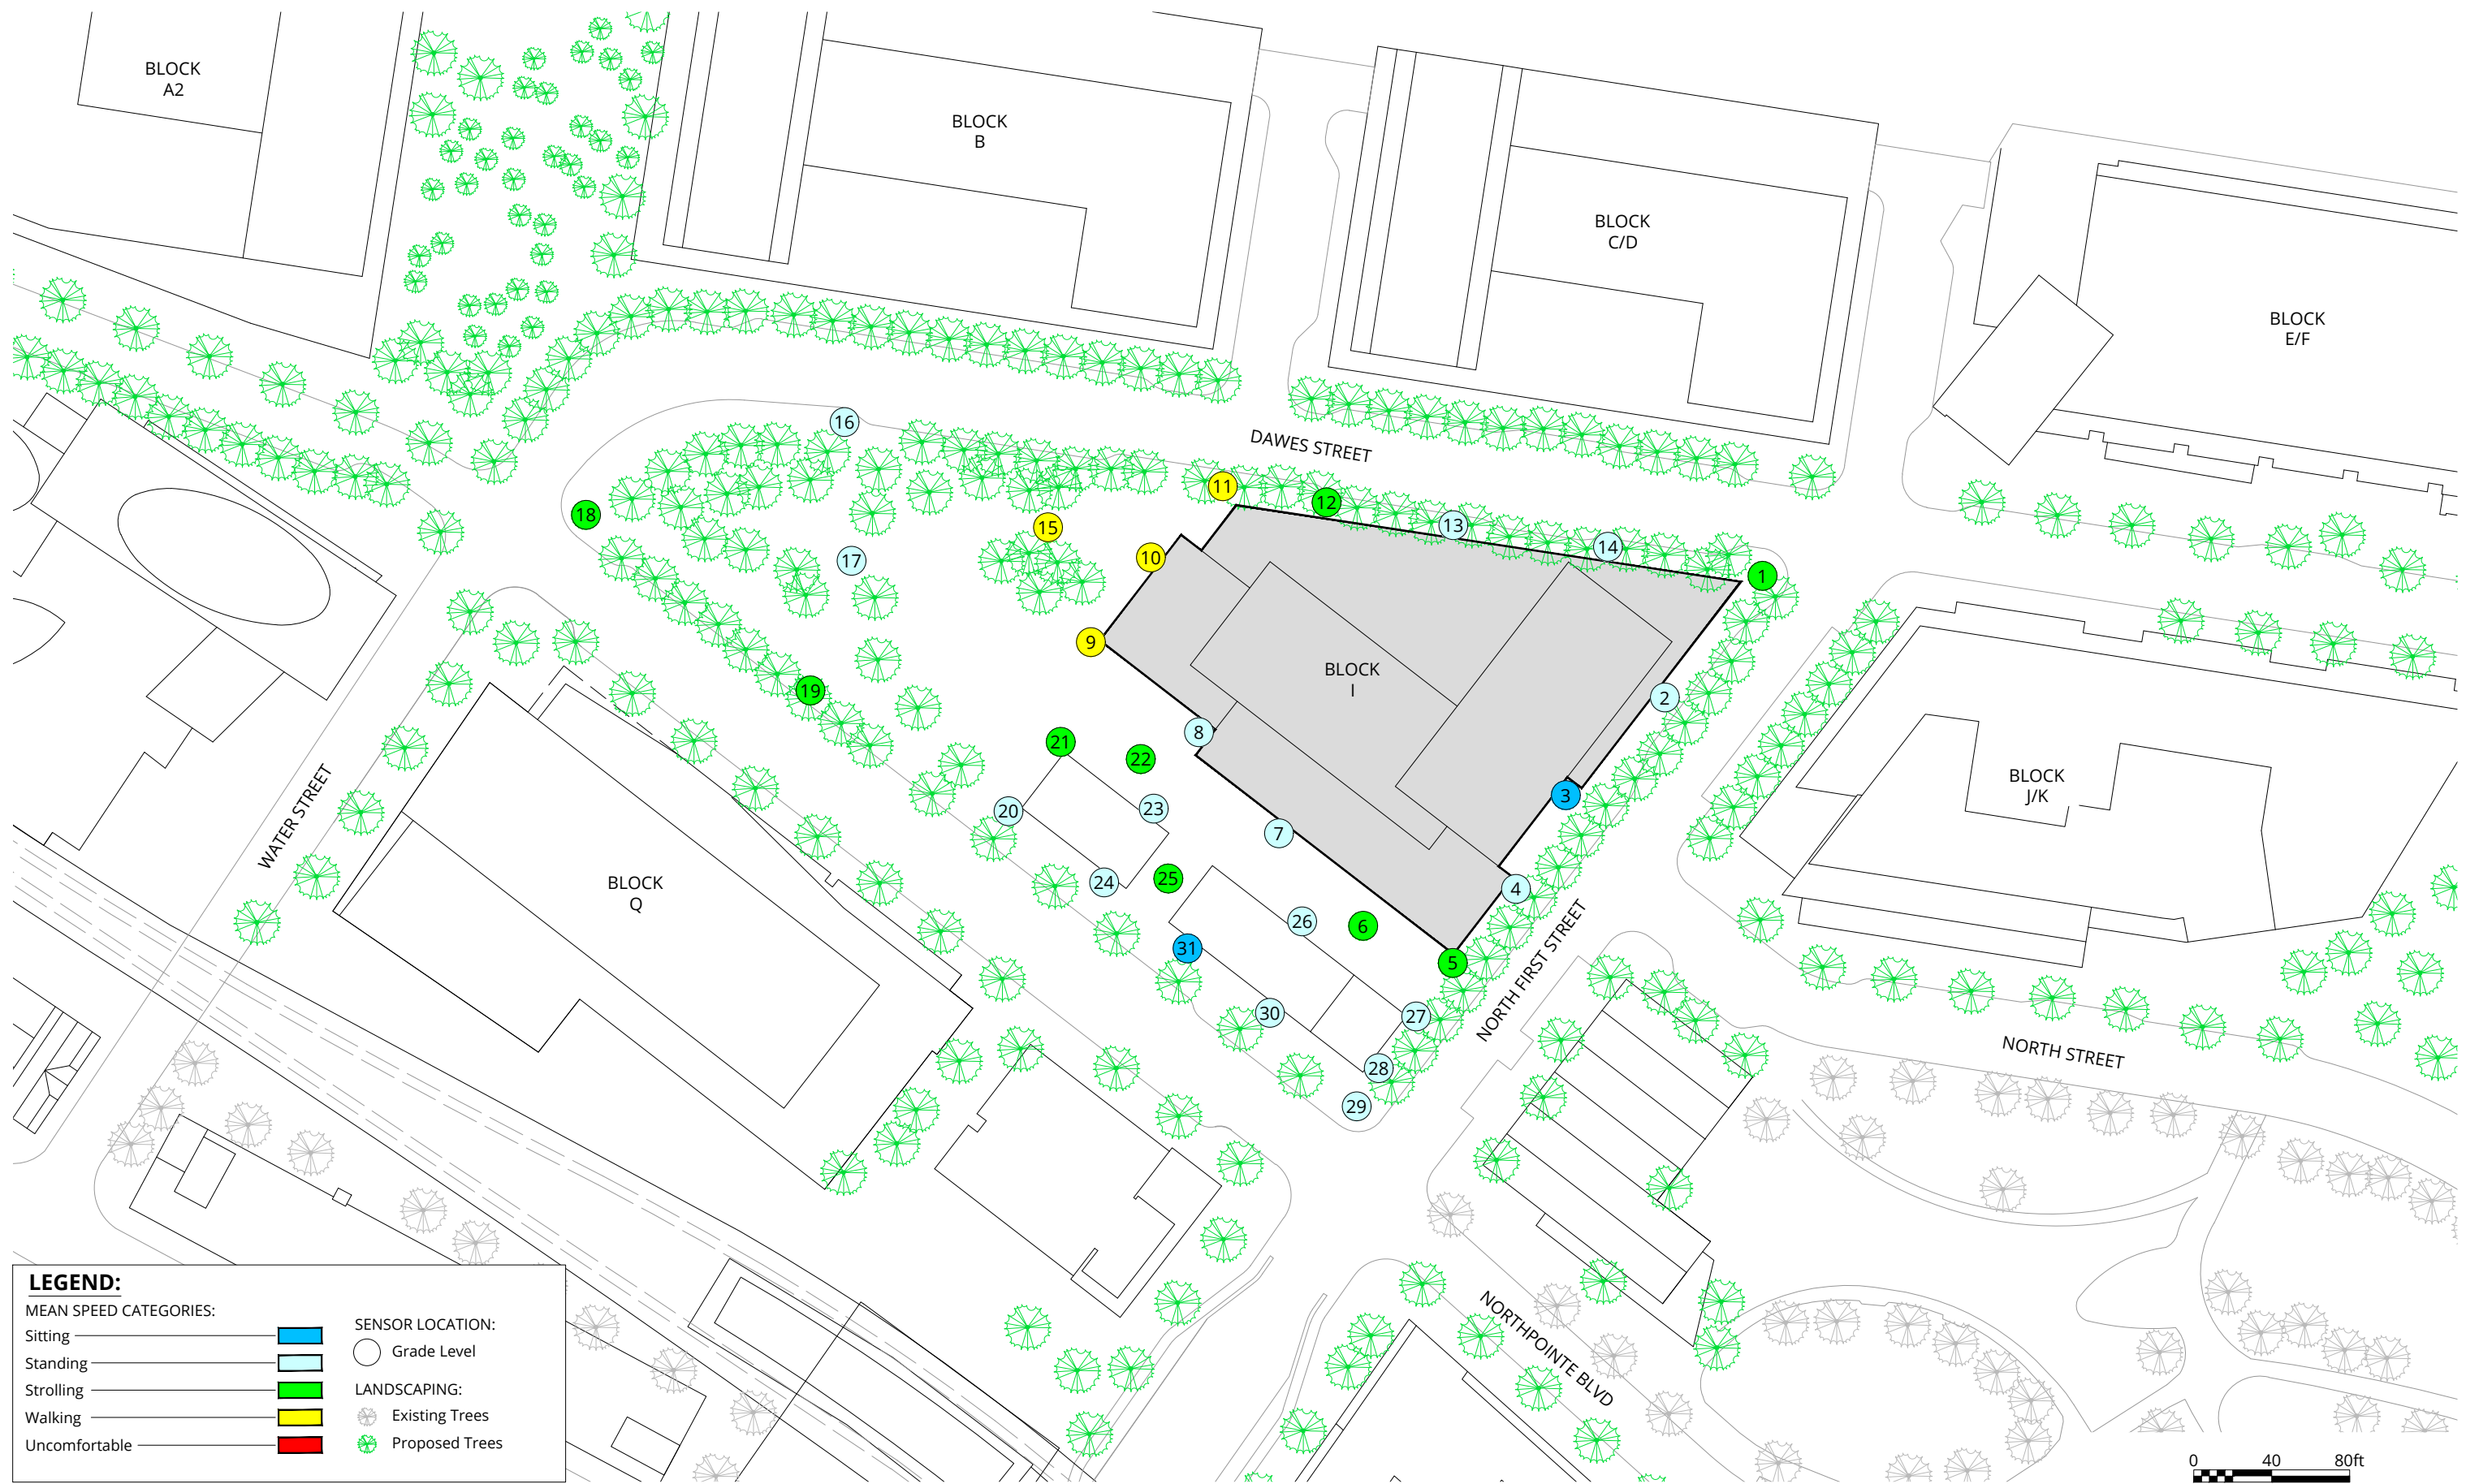 BLOCK
A2
BLOCK
B
BLOCK
C/D
BLOCK
E/F
16
DAWES STREET
11
12
18
15
13
14
10
17
1
9
BLOCK
I
19
2
8
21
22
BLOCK
J/K
3
20
23
7
WATER STREET
24
25
BLOCK
Q
4
26
6
31
5
NORTH FIRST STREET
30
27
NORTH STREET
28
29
NORTHPOINTE BLVD
LEGEND:
MEAN SPEED CATEGORIES:
Sitting
Standing
Strolling
Walking
Uncomfortable
SENSOR LOCATION:
Grade Level
LANDSCAPING:
Existing Trees
Proposed Trees
0 40 80ft